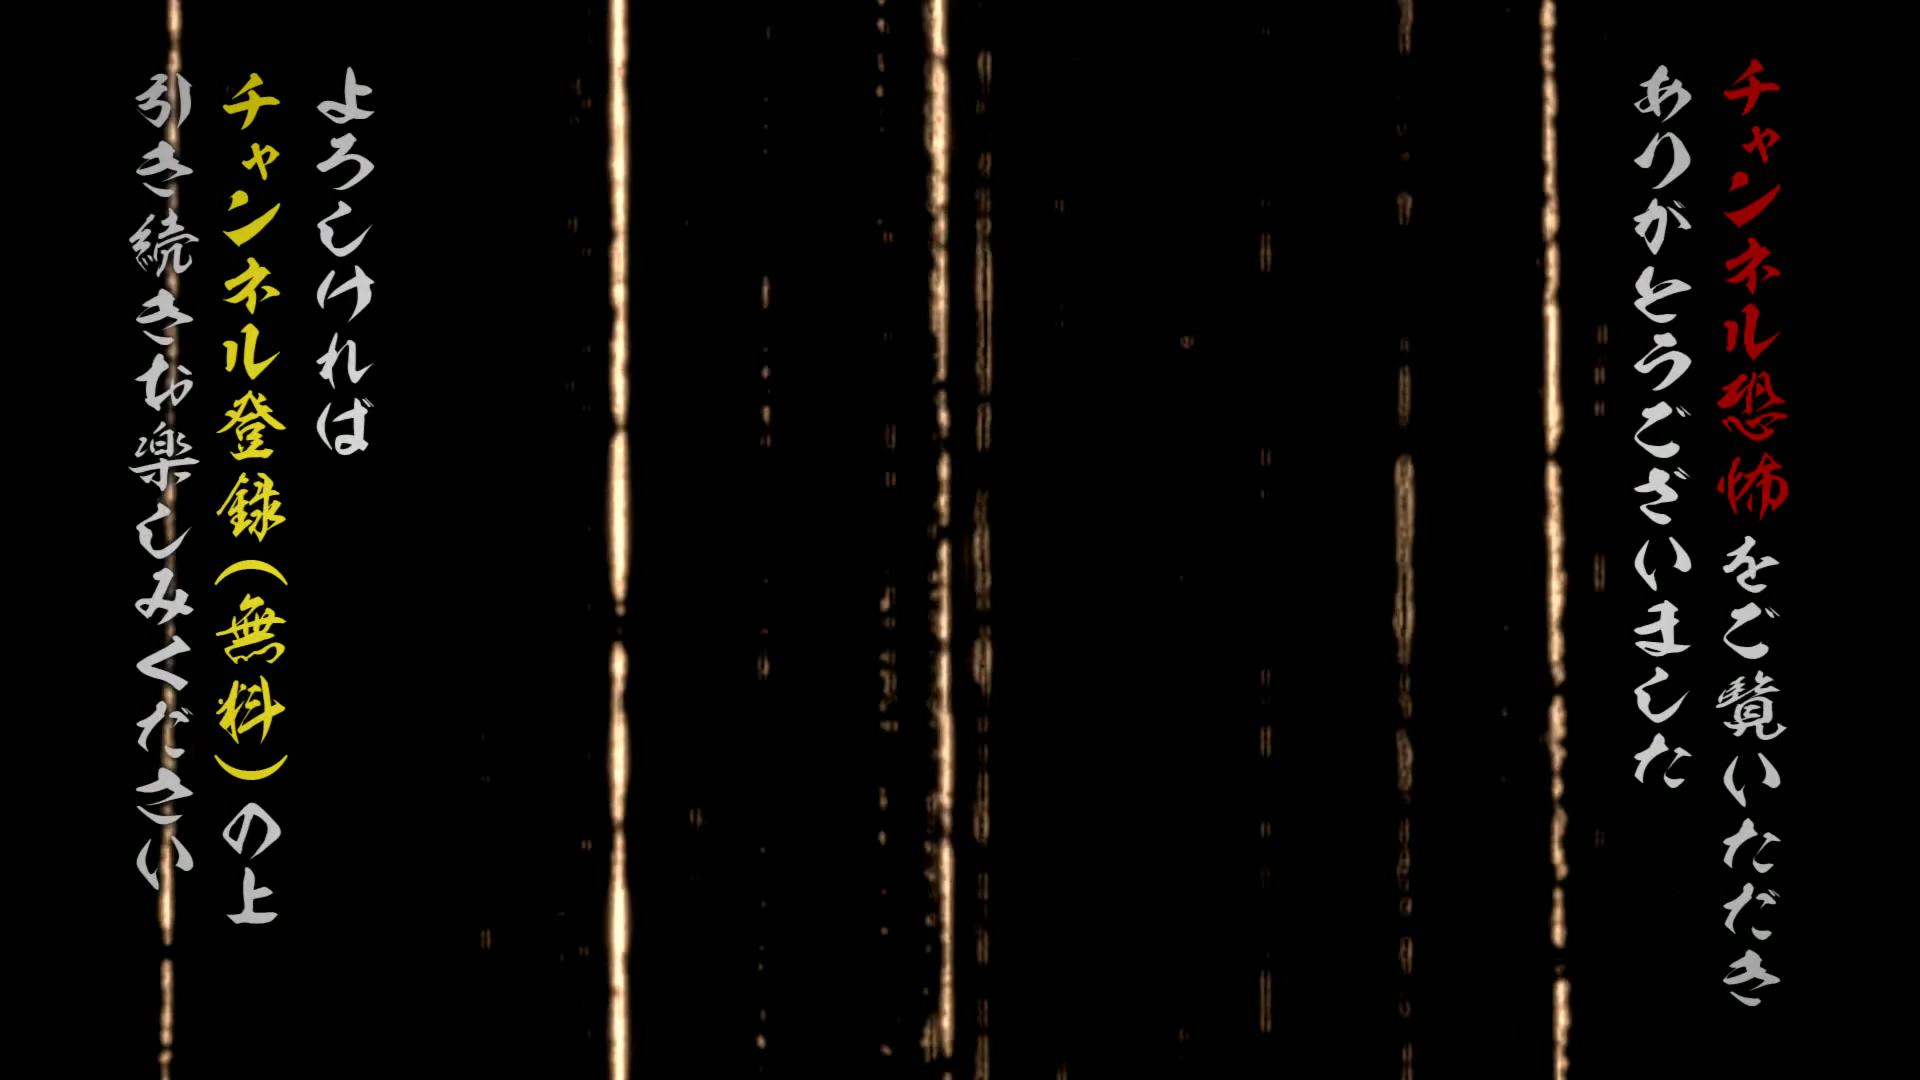 チャンネル恐怖をご覧いただき
ありがとうございました
よろしければ
チャンネル登録(無料)の上
引き続きお楽しみください